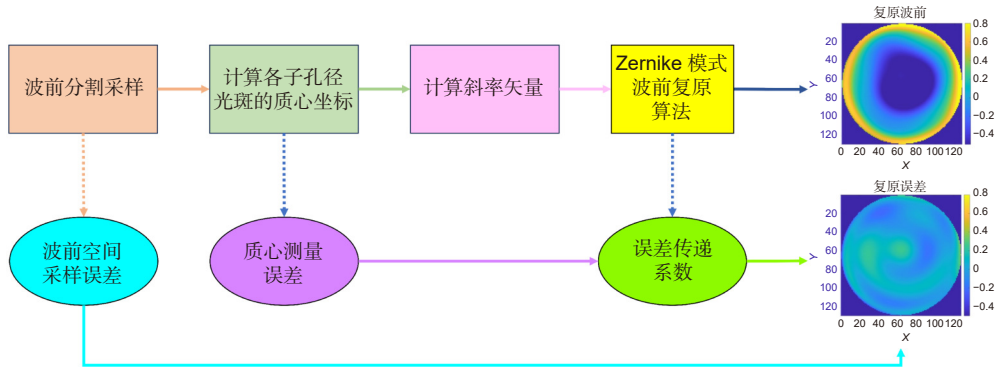 波前分割采样
计算各子孔径
光斑的质心坐标
计算斜率矢量
Zernike 模式
波前复原
算法
复原波前
0.8
0.6
0.4
0.2
0
−0.2
−0.4
20
40
60
80
100
120
Y
0 20 40 60 80 100 120
X
波前空间
采样误差
质心测量
误差
误差传递
系数
复原误差
0.8
0.6
0.4
0.2
0
−0.2
−0.4
20
40
60
80
100
120
Y
0 20 40 60 80 100 120
X